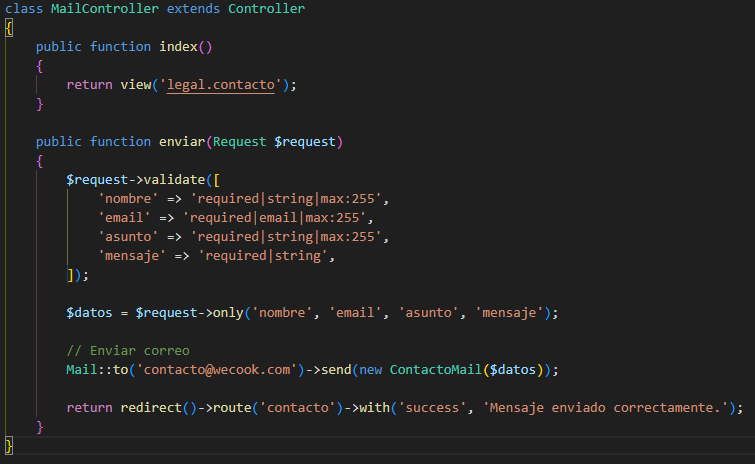 class MailController extends Controller
{
    public function index()
    {
        return view('legal.contacto');
    }

    public function enviar(Request $request)
    {
        $request->validate([
            'nombre' => 'required|string|max:255',
            'email' => 'required|email|max:255',
            'asunto' => 'required|string|max:255',
            'mensaje' => 'required|string',
        ]);

        $datos = $request->only('nombre', 'email', 'asunto', 'mensaje');

        // Enviar correo
        Mail::to('contacto@wecook.com')->send(new ContactoMail($datos));

        return redirect()->route('contacto')->with('success', 'Mensaje enviado correctamente.');
    }
}